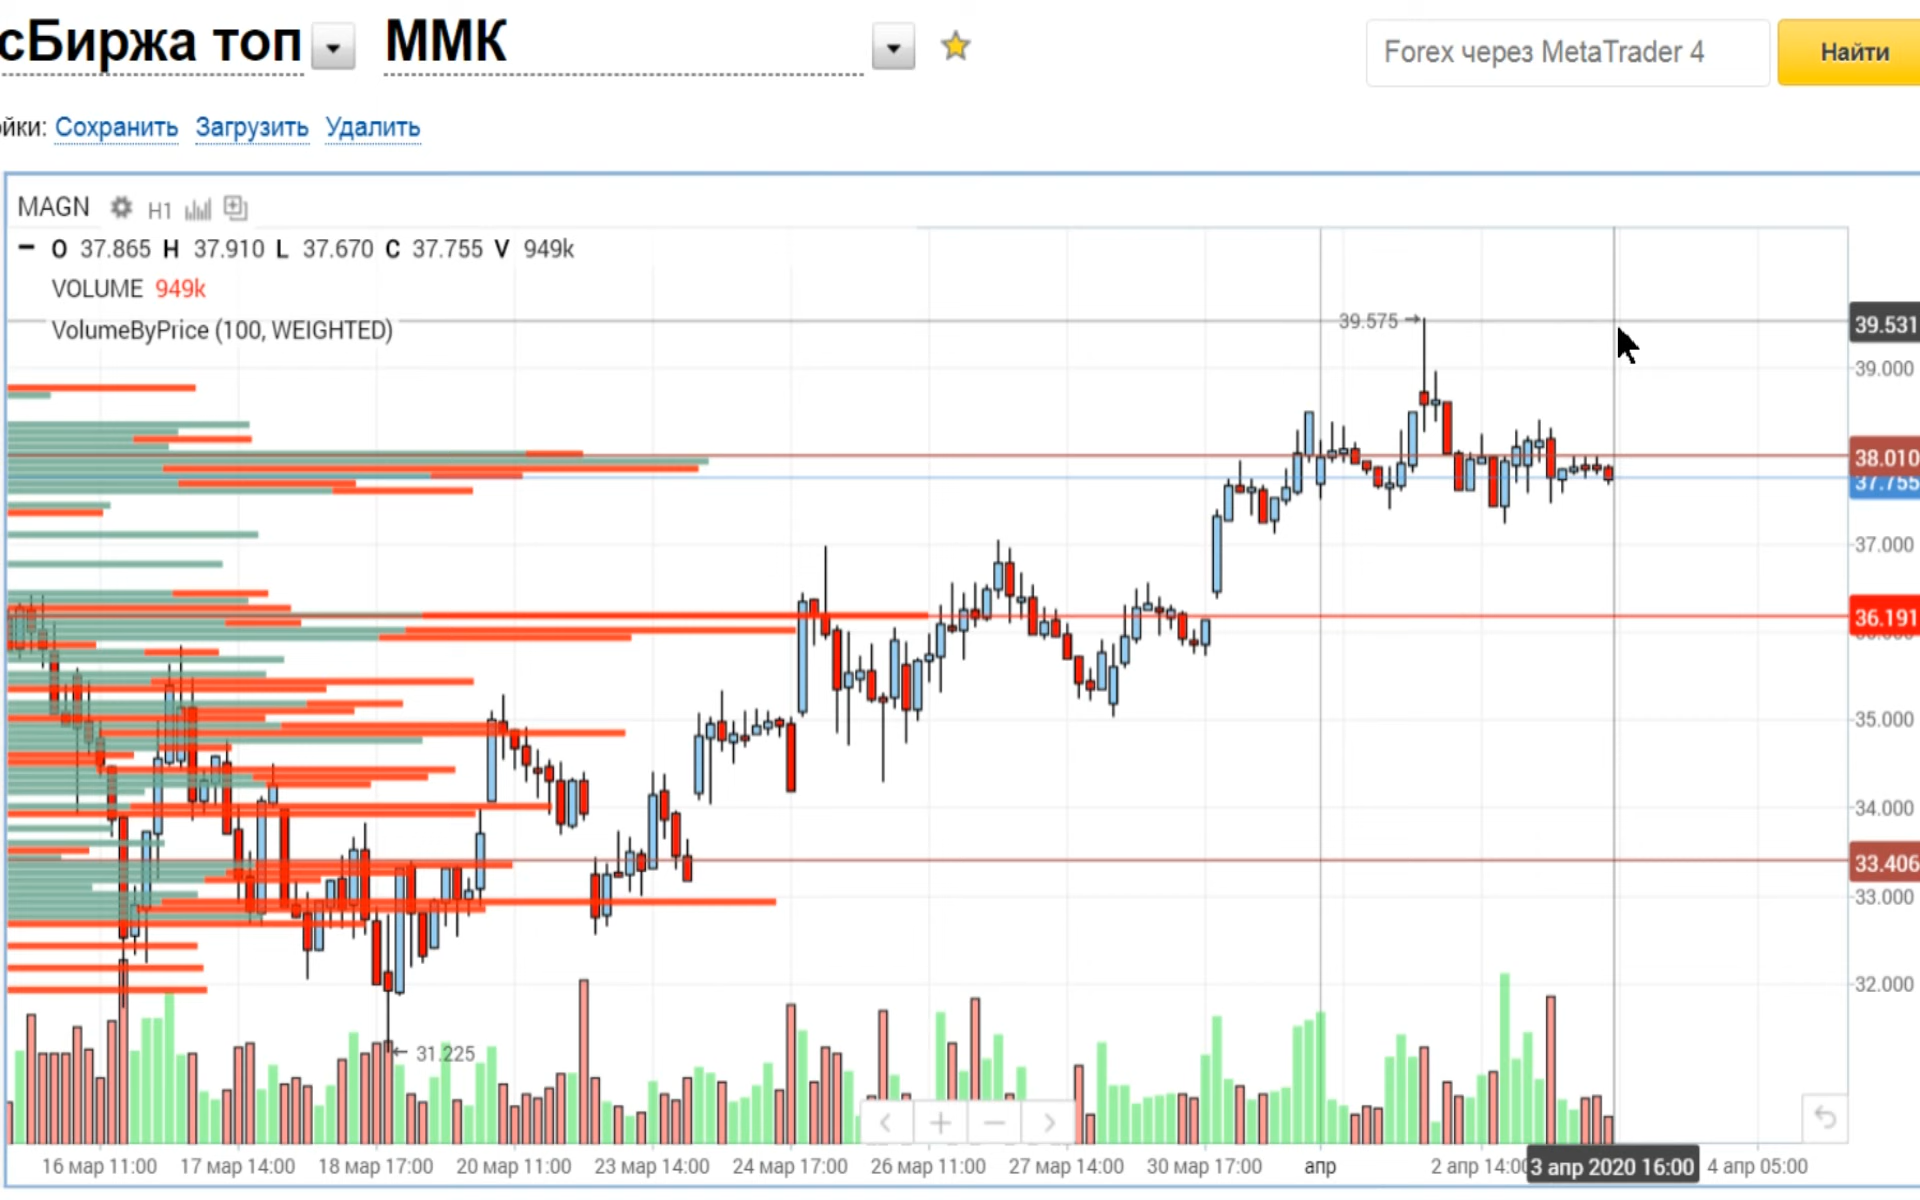 сБиржа топ ММК
Forex через MetaTrader 4 Найти
ойки: Сохранить Загрузить Удалить
MAGN H1
O 37.865 H 37.910 L 37.670 C 37.755 V 949k
VOLUME 949k
VolumeByPrice (100, WEIGHTED)
39.575
39.531
39.000
38.010
37.755
37.000
36.191
35.000
34.000
33.406
33.000
32.000
31.225
16 мар 11:00 17 мар 14:00 18 мар 17:00 20 мар 11:00 23 мар 14:00 24 мар 17:00 26 мар 11:00 27 мар 14:00 30 мар 17:00 апр 2 апр 14:00 3 апр 2020 16:00 4 апр 05:00